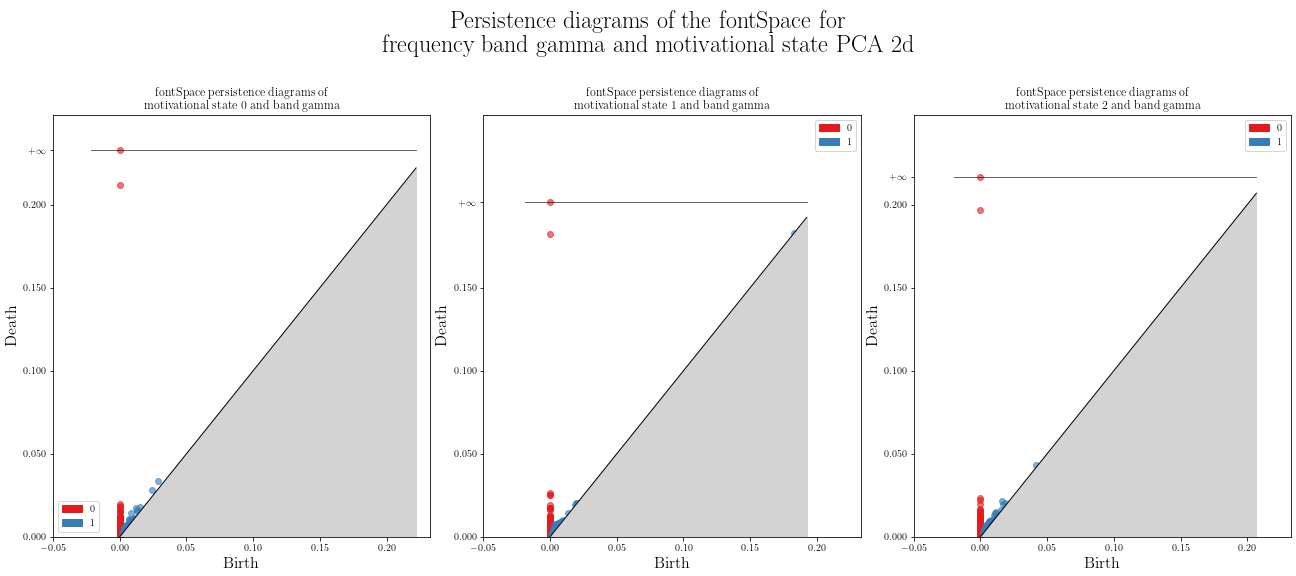 Persistence diagrams of the fontSpace for
frequency band gamma and motivational state PCA 2d
fontSpace persistence diagrams of
motivational state 0 and band gamma
+∞
0.200
0.150
0.100
0.050
0.000
Death
0
1
−0.05 0.00 0.05 0.10 0.15 0.20
Birth
fontSpace persistence diagrams of
motivational state 1 and band gamma
0
1
+∞
0.150
0.100
0.050
0.000
Death
−0.05 0.00 0.05 0.10 0.15 0.20
Birth
fontSpace persistence diagrams of
motivational state 2 and band gamma
0
1
+∞
0.200
0.150
0.100
0.050
0.000
Death
−0.05 0.00 0.05 0.10 0.15 0.20
Birth